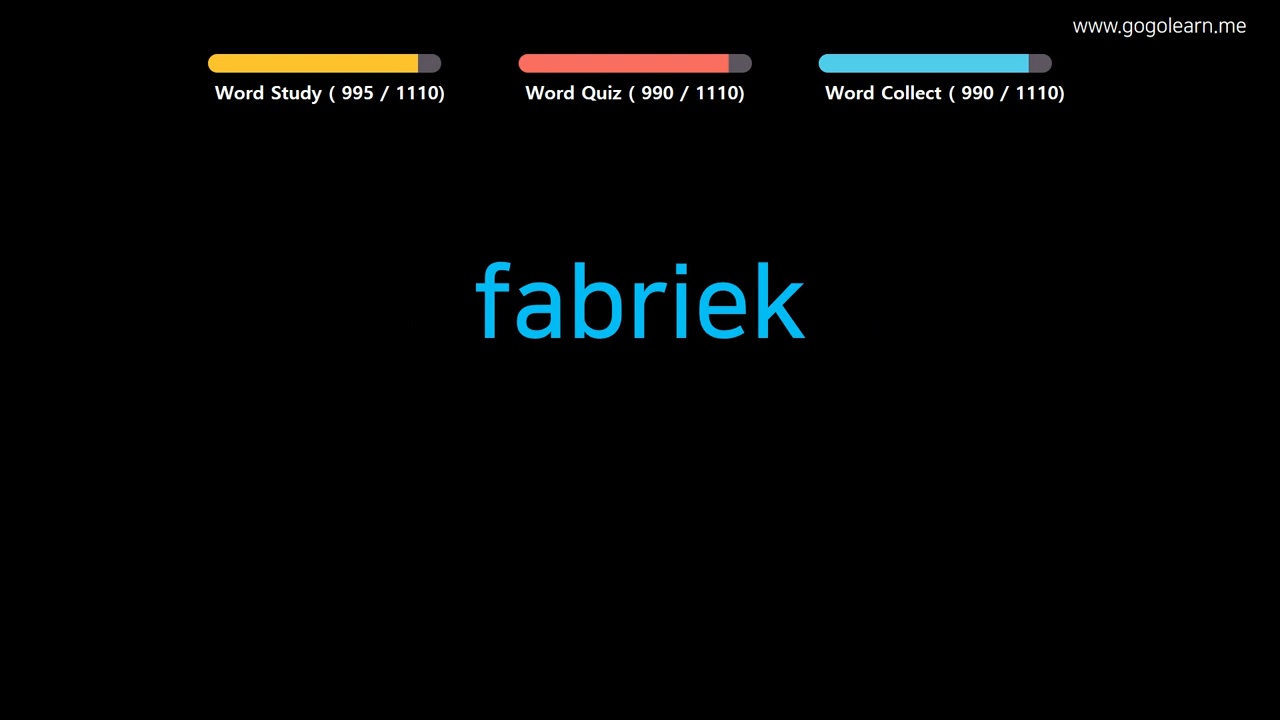 www.gogolearn.me
Word Study ( 995 / 1110)
Word Quiz ( 990 / 1110)
Word Collect ( 990 / 1110)
fabriek